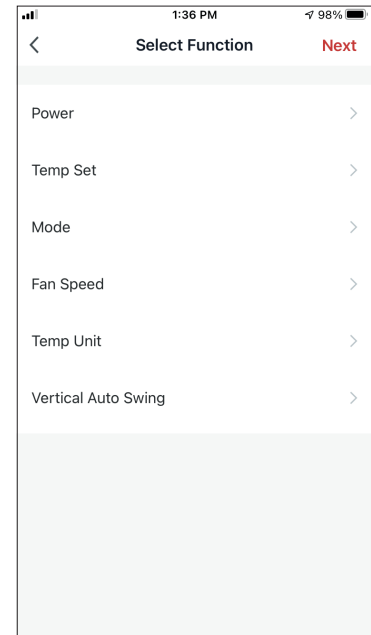 1:36 PM 98%
Select Function Next
Power
Temp Set
Mode
Fan Speed
Temp Unit
Vertical Auto Swing